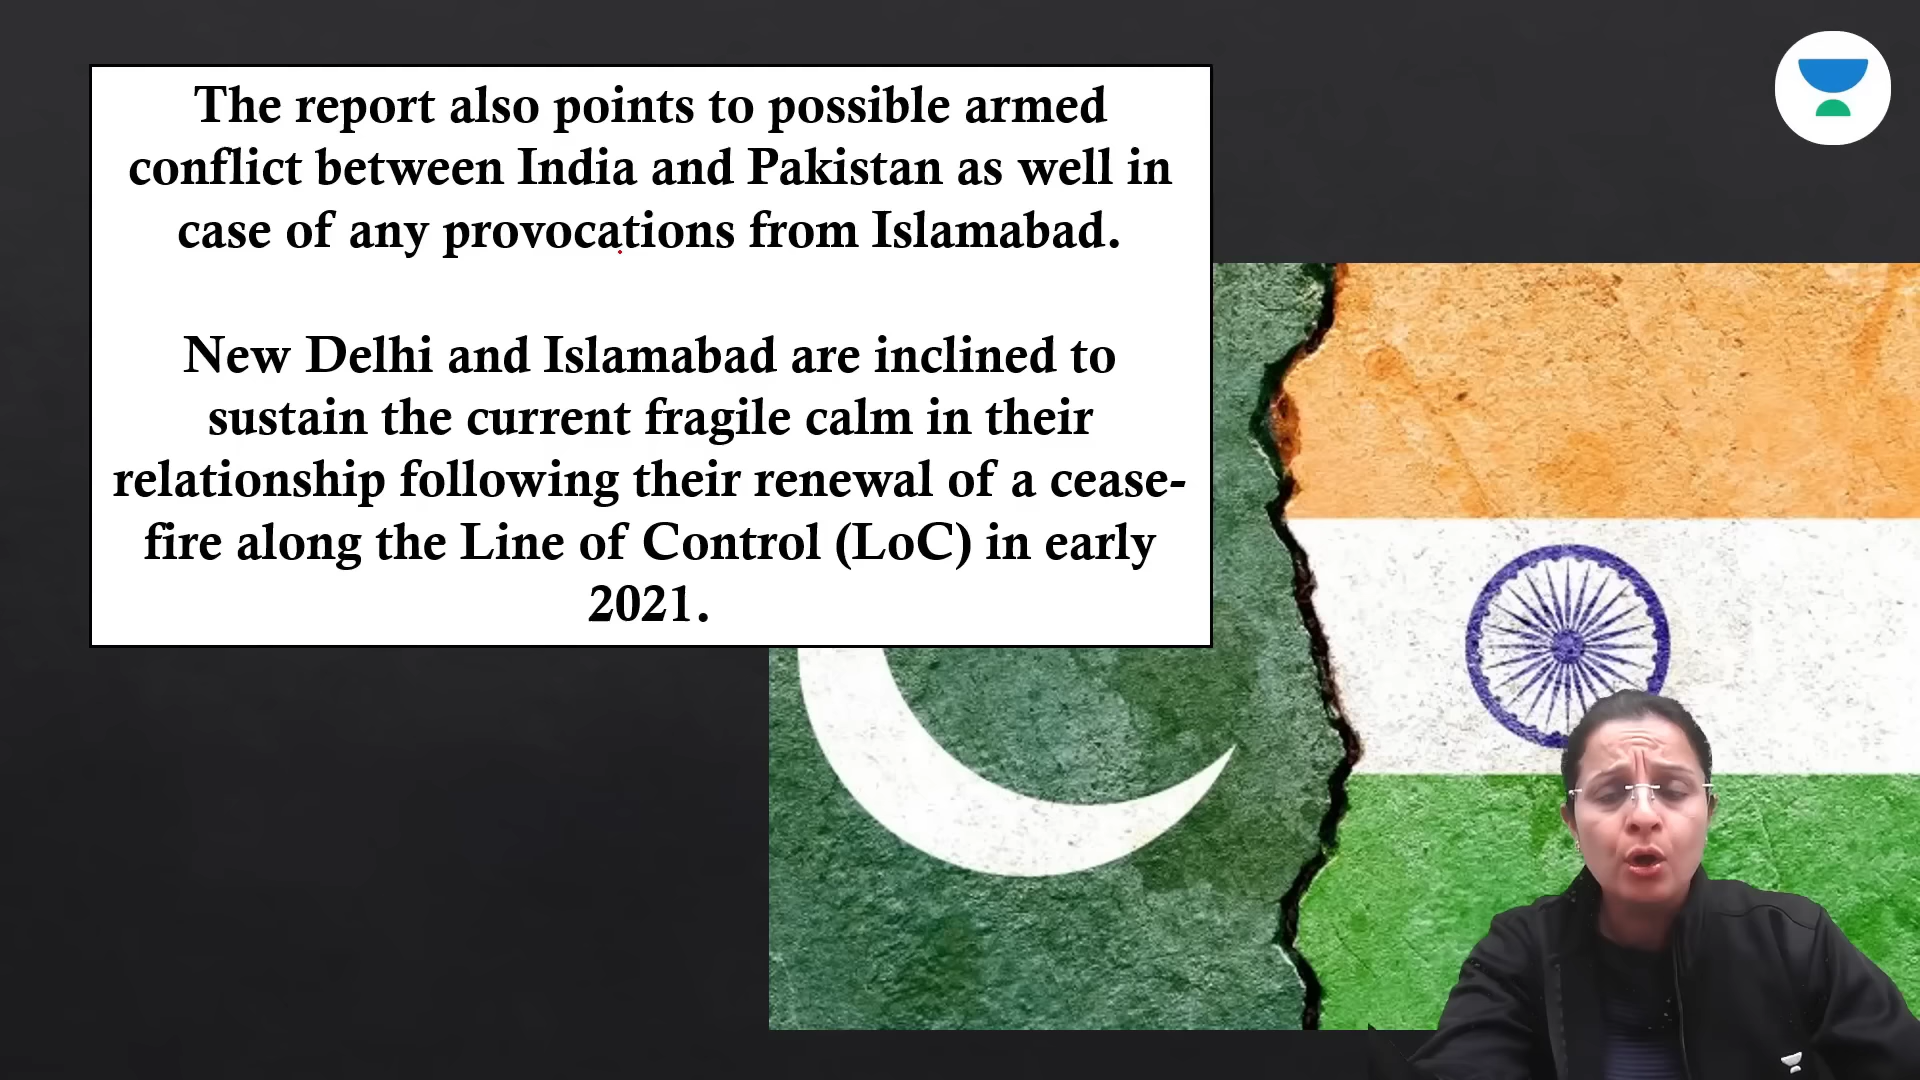 The report also points to possible armed
conflict between India and Pakistan as well in
case of any provocations from Islamabad.
New Delhi and Islamabad are inclined to
sustain the current fragile calm in their
relationship following their renewal of a cease-
fire along the Line of Control (LoC) in early
2021.